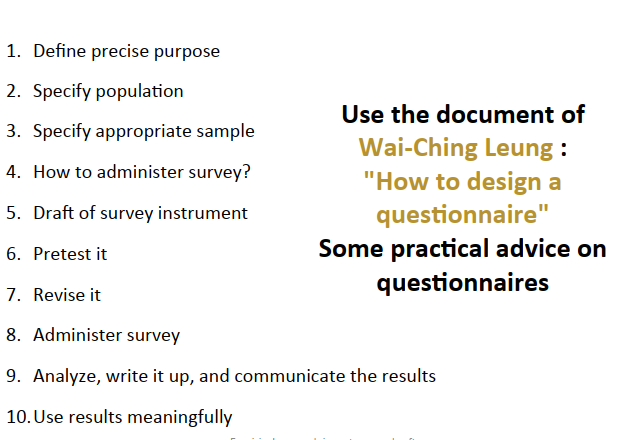 1. Define precise purpose
2. Specify population
3. Specify appropriate sample
4. How to administer survey?
5. Draft of survey instrument
6. Pretest it
7. Revise it
8. Administer survey
9. Analyze, write it up, and communicate the results
10. Use results meaningfully
Use the document of
Wai-Ching Leung :
"How to design a
questionnaire"
Some practical advice on
questionnaires